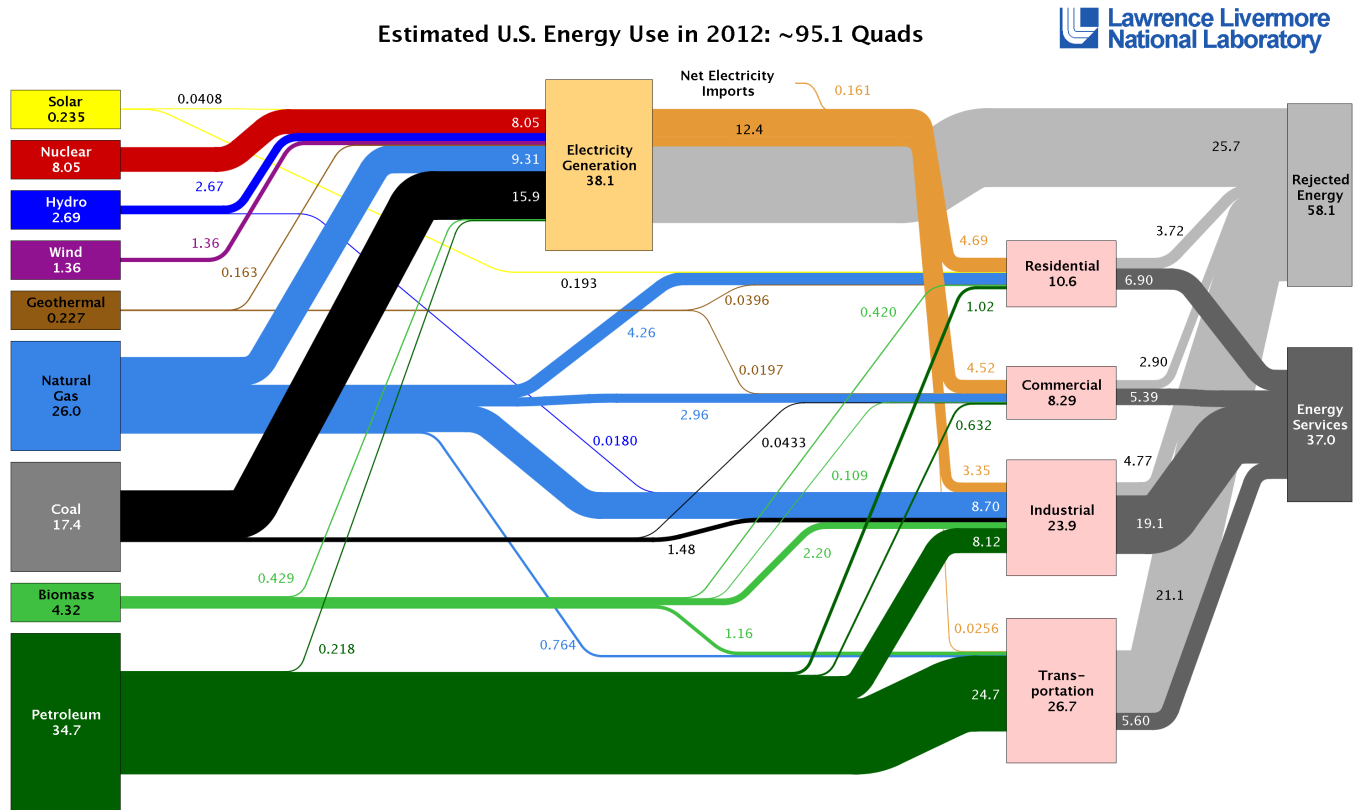 Estimated U.S. Energy Use in 2012: ~95.1 Quads
Lawrence Livermore
National Laboratory
Net Electricity
Imports
0.161
Solar
0.235
0.0408
Nuclear
8.05
8.05
12.4
Hydro
2.69
2.67
Wind
1.36
1.36
Geothermal
0.227
0.163
Natural
Gas
26.0
9.31
Coal
17.4
15.9
Biomass
4.32
0.429
Petroleum
34.7
0.218
Electricity
Generation
38.1
25.7
Rejected
Energy
58.1
4.69
3.72
0.193
Residential
10.6
6.90
0.0396
0.420
1.02
4.26
0.0197
4.52
2.90
Commercial
8.29
5.39
2.96
0.632
0.0433
0.0180
Energy
Services
37.0
3.35
4.77
0.109
8.70
Industrial
23.9
19.1
8.12
1.48
2.20
21.1
1.16
0.764
0.0256
24.7
Trans-
portation
26.7
5.60